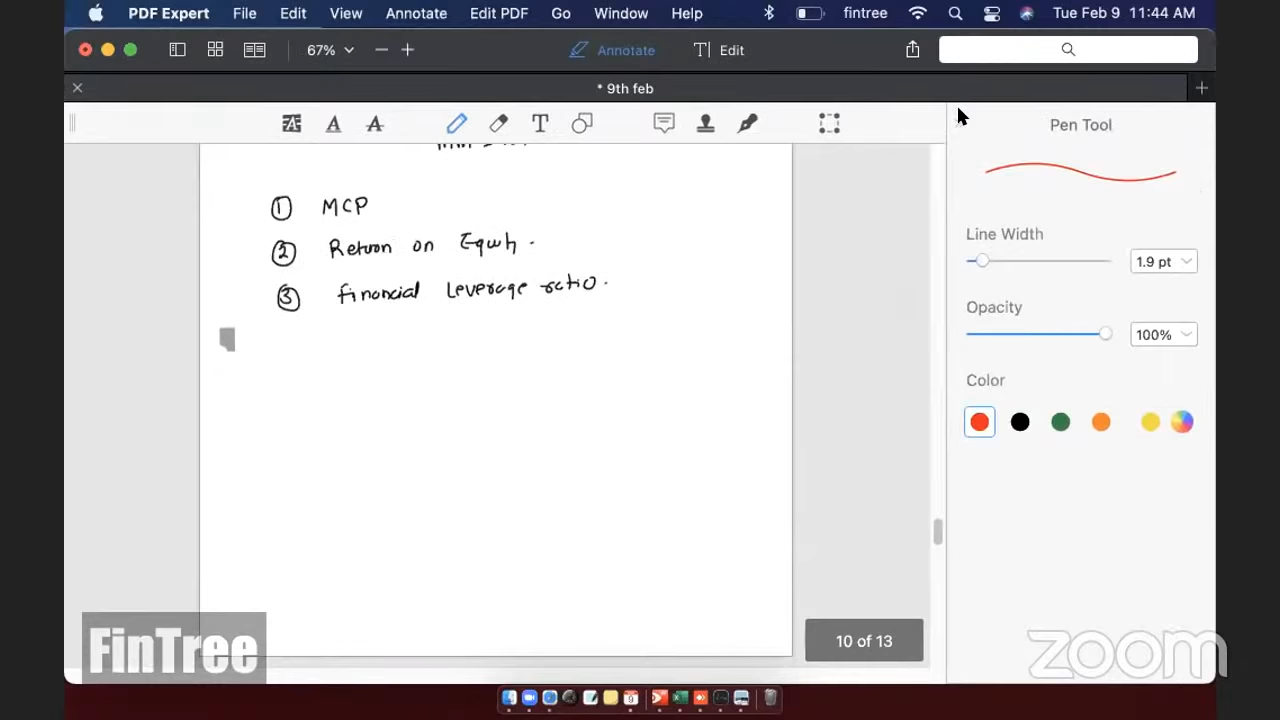 PDF Expert File Edit View Annotate Edit PDF Go Window Help fintree Tue Feb 9 11:44 AM
67% Annotate T Edit
* 9th feb
Pen Tool
① MCP
② Return on Equity.
③ financial Leverage ratio.
Line Width
1.9 pt
Opacity
100%
Color
10 of 13
FinTree
zoom